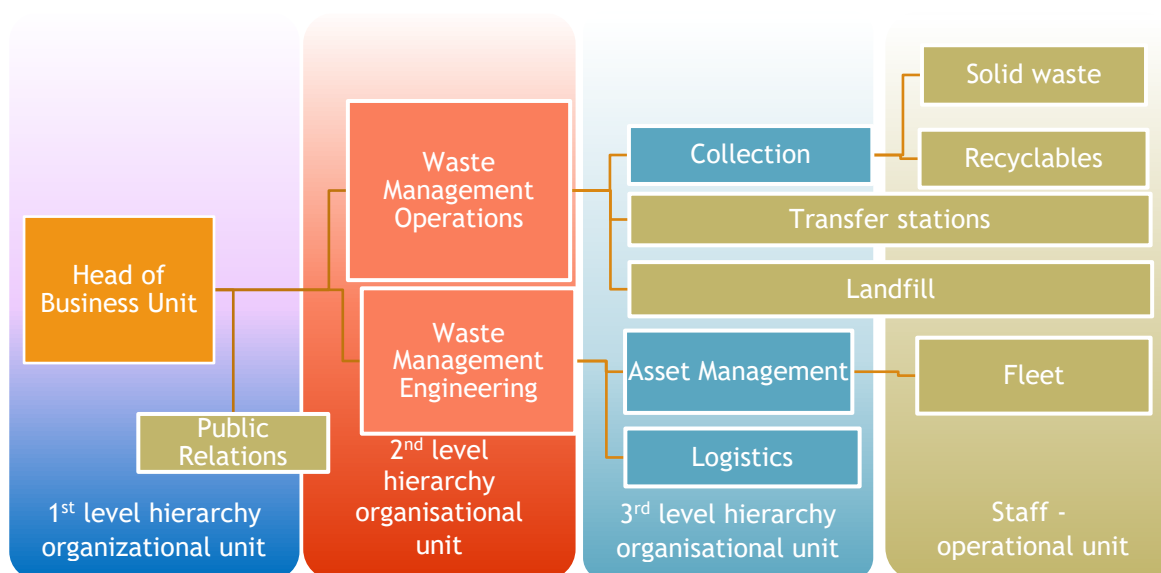 Head of
Business Unit
Public
Relations
1st level hierarchy
organizational unit
Waste
Management
Operations
Waste
Management
Engineering
2nd level
hierarchy
organisational
unit
Collection
Transfer stations
Landfill
Asset Management
Logistics
3rd level hierarchy
organisational unit
Solid waste
Recyclables
Fleet
Staff -
operational unit